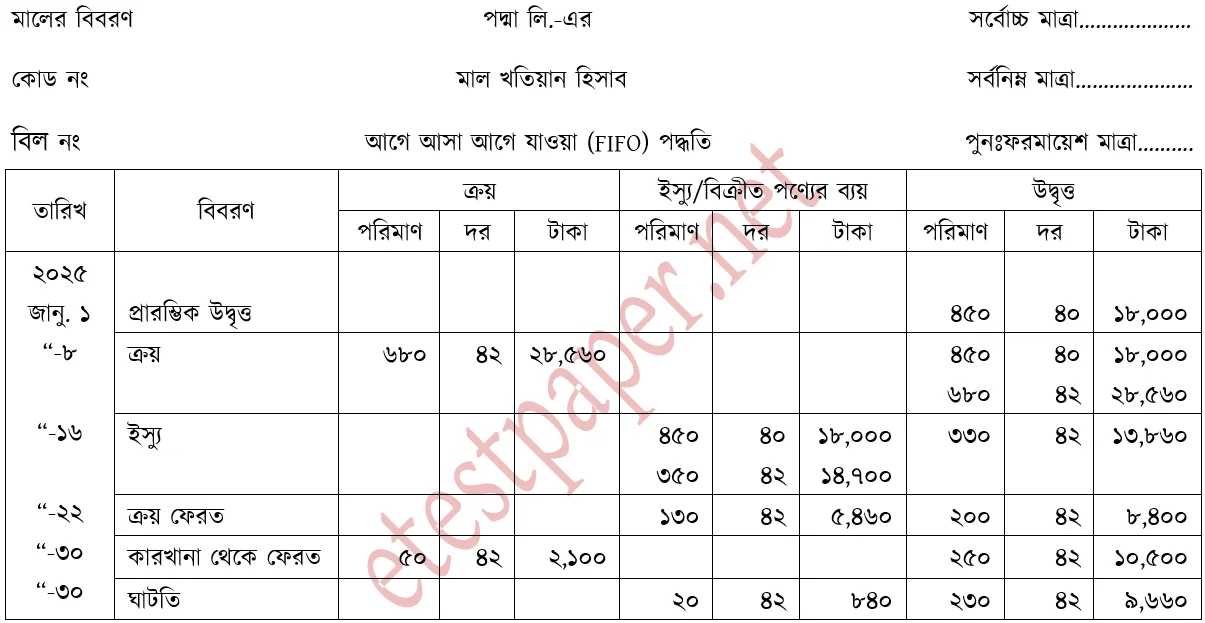 মালের বিবরণ পদ্মা লি.-এর সর্বোচ্চ মাত্রা....................
কোড নং মাল খতিয়ান হিসাব সর্বনিম্ন মাত্রা.....................
বিল নং আগে আসা আগে যাওয়া (FIFO) পদ্ধতি পুনঃফরমায়েশ মাত্রা..........
তারিখ বিবরণ ক্রয় ইস্যু/বিক্রীত পণ্যের ব্যয় উদ্বৃত্ত
পরিমাণ দর টাকা পরিমাণ দর টাকা পরিমাণ দর টাকা
২০২৫
জানু. ১ প্রারম্ভিক উদ্বৃত্ত ৪৫০ ৪০ ১৮,০০০
“-৮ ক্রয় ৬৮০ ৪২ ২৮,৫৬০ ৪৫০ ৪০ ১৮,০০০
৬৮০ ৪২ ২৮,৫৬০
“-১৬ ইস্যু ৪৫০ ৪০ ১৮,০০০ ৩৩০ ৪২ ১৩,৮৬০
৩৫০ ৪২ ১৪,৭০০
“-২২ ক্রয় ফেরত ১৩০ ৪২ ৫,৪৬০ ২০০ ৪২ ৮,৪০০
“-৩০ কারখানা থেকে ফেরত ৫০ ৪২ ২,১০০ ২৫০ ৪২ ১০,৫০০
“-৩০ ঘাটতি ২০ ৪২ ৮৪০ ২৩০ ৪২ ৯,৬৬০
etestpaper.net